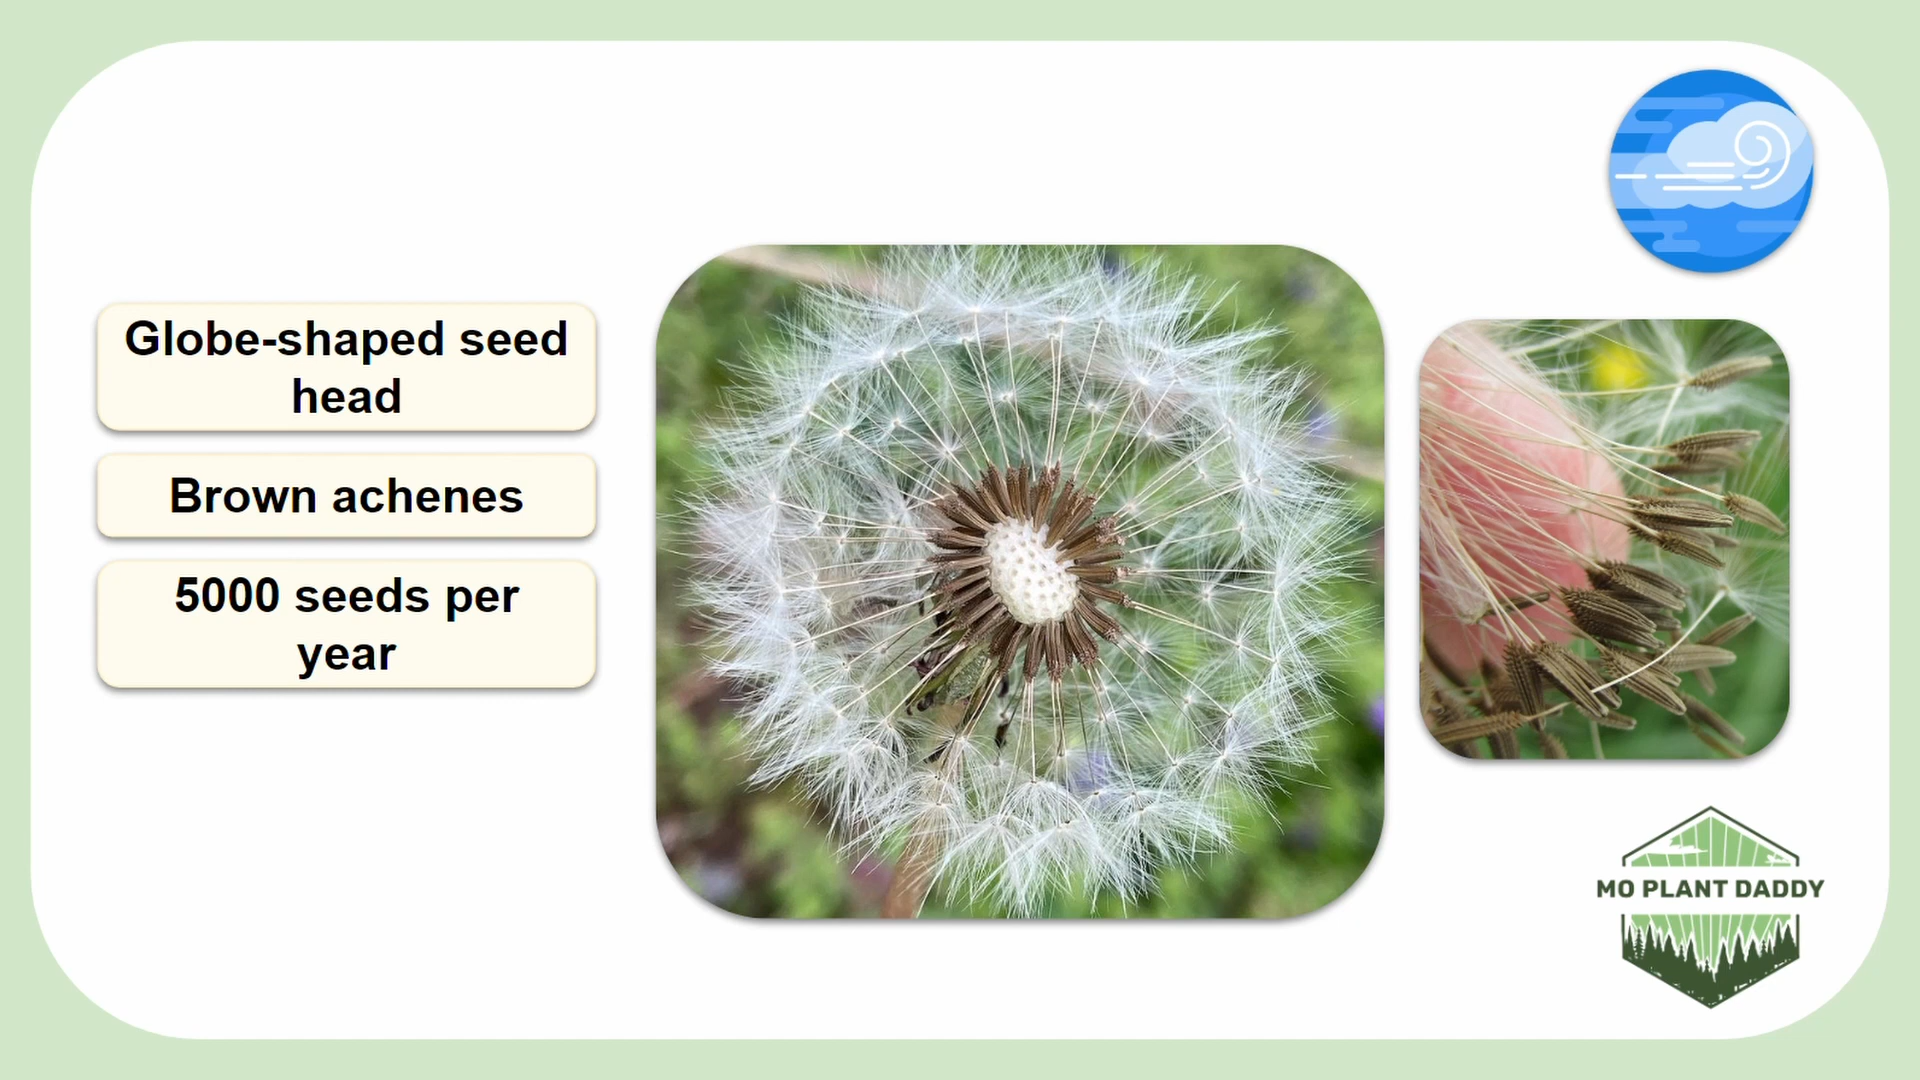 Globe-shaped seed
head
Brown achenes
5000 seeds per
year
MO PLANT DADDY